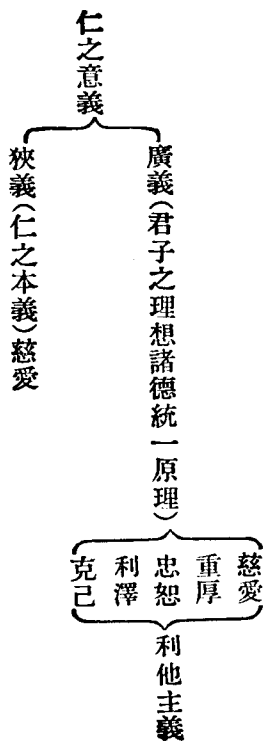 仁之意義
廣義(君子之理想諸德統一原理)
慈愛
重厚
忠恕
利澤
克己
利他主義
狹義(仁之本義)慈愛